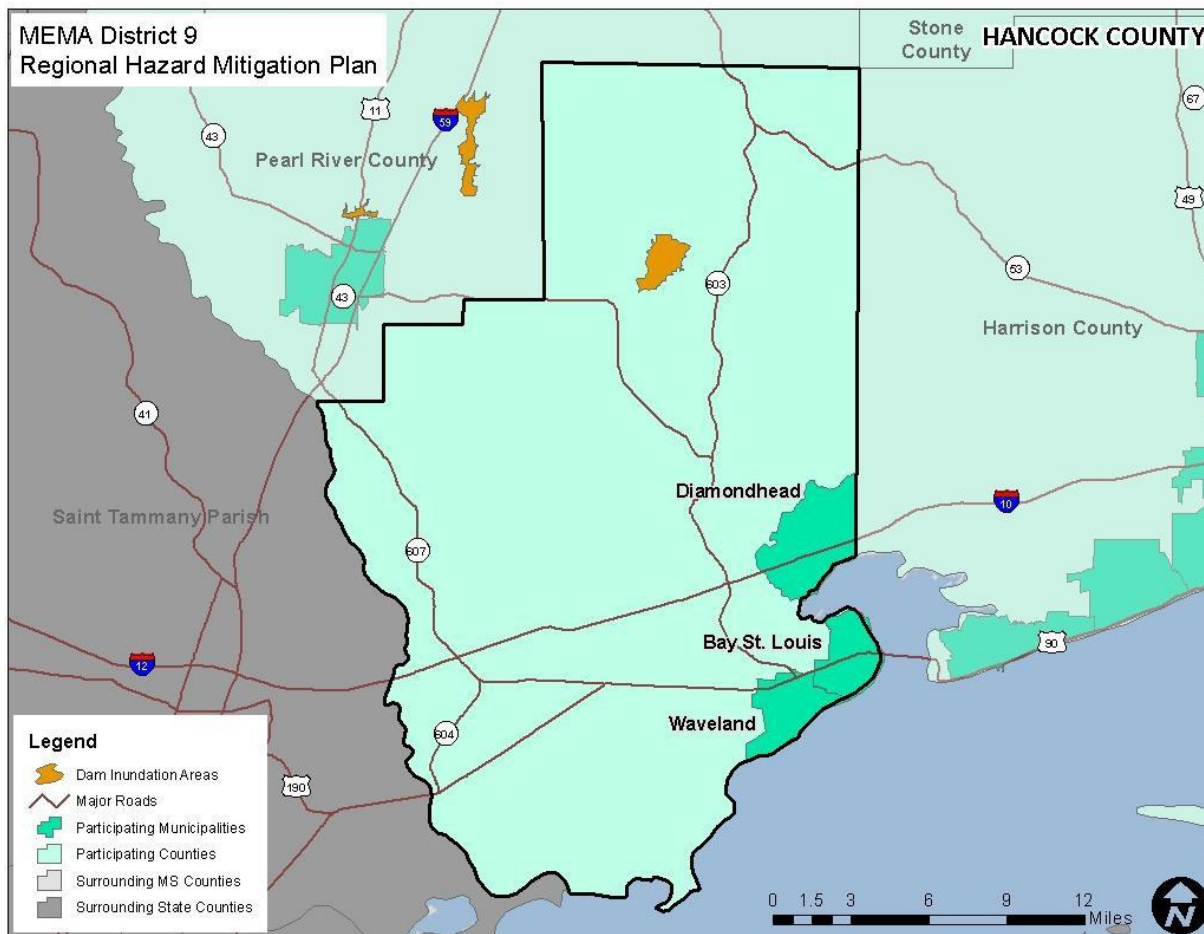 MEMA District 9
Regional Hazard Mitigation Plan
Stone
County
HANCOCK COUNTY
67
11
59
43
Pearl River County
49
53
603
43
Harrison County
41
Diamondhead
10
Saint Tammany Parish
607
Bay St. Louis
90
12
Waveland
604
190
Legend
Dam Inundation Areas
Major Roads
Participating Municipalities
Participating Counties
Surrounding MS Counties
Surrounding State Counties
0 1.5 3 6 9 12
Miles
N